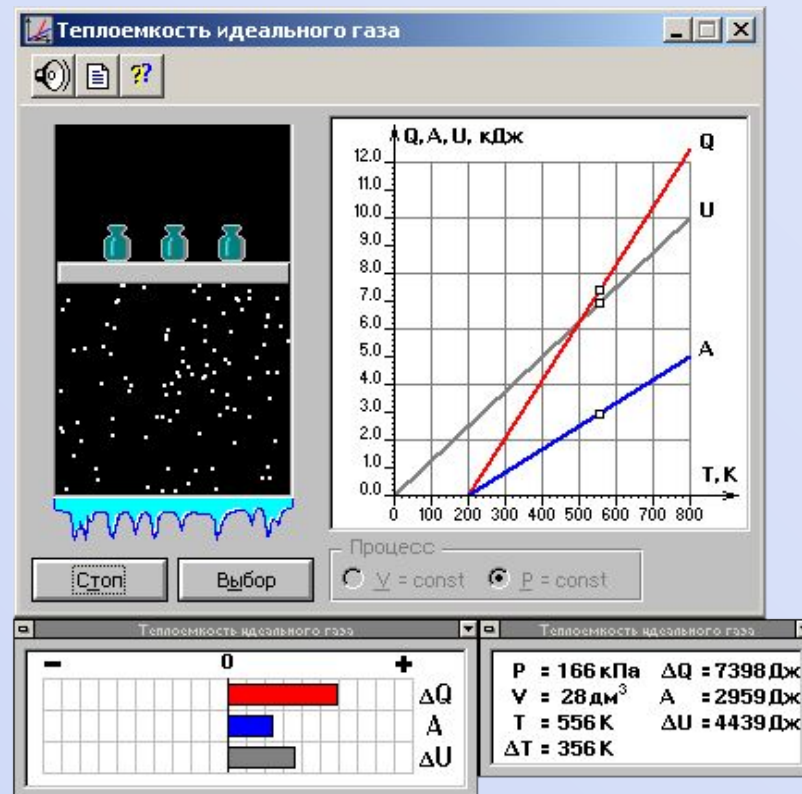 Теплоемкость идеального газа
Q, A, U, кДж
Q
12.0
11.0
10.0
U
9.0
8.0
7.0
6.0
5.0
A
4.0
3.0
2.0
1.0
T, K
0.0
0 100 200 300 400 500 600 700 800
Стоп Выбор
Процесс
V = const P = const
Теплоемкость идеального газа
− 0 +
ΔQ
A
ΔU
Теплоемкость идеального газа
P = 166 кПа ΔQ = 7398 Дж
V = 28 дм³ A = 2959 Дж
T = 556 K ΔU = 4439 Дж
ΔT = 356 K